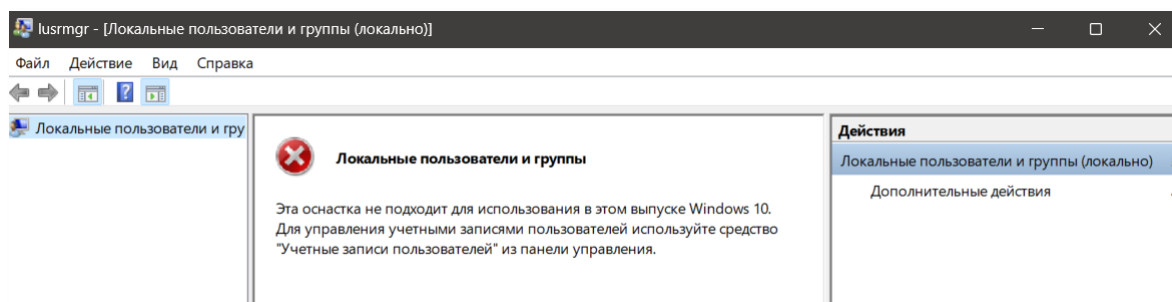 lusrmgr - [Локальные пользователи и группы (локально)]
Файл Действие Вид Справка
Локальные пользователи и гру
Локальные пользователи и группы
Эта оснастка не подходит для использования в этом выпуске Windows 10.
Для управления учетными записями пользователей используйте средство
"Учетные записи пользователей" из панели управления.
Действия
Локальные пользователи и группы (локально)
Дополнительные действия